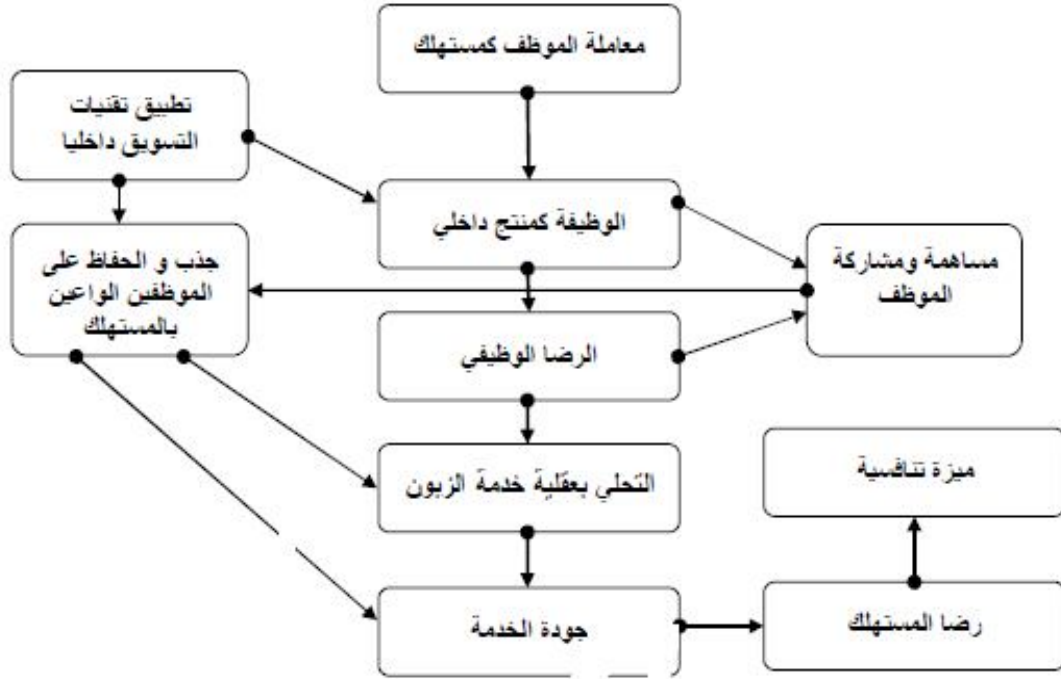 معاملة الموظف كمستهلك
تطبيق تقنيات
التسويق داخليا
الوظيفة كمنتج داخلي
مساهمة ومشاركة
الموظف
جذب و الحفاظ على
الموظفين الواعين
بالمستهلك
الرضا الوظيفي
التحلي بعقلية خدمة الزبون
ميزة تنافسية
جودة الخدمة
رضا المستهلك